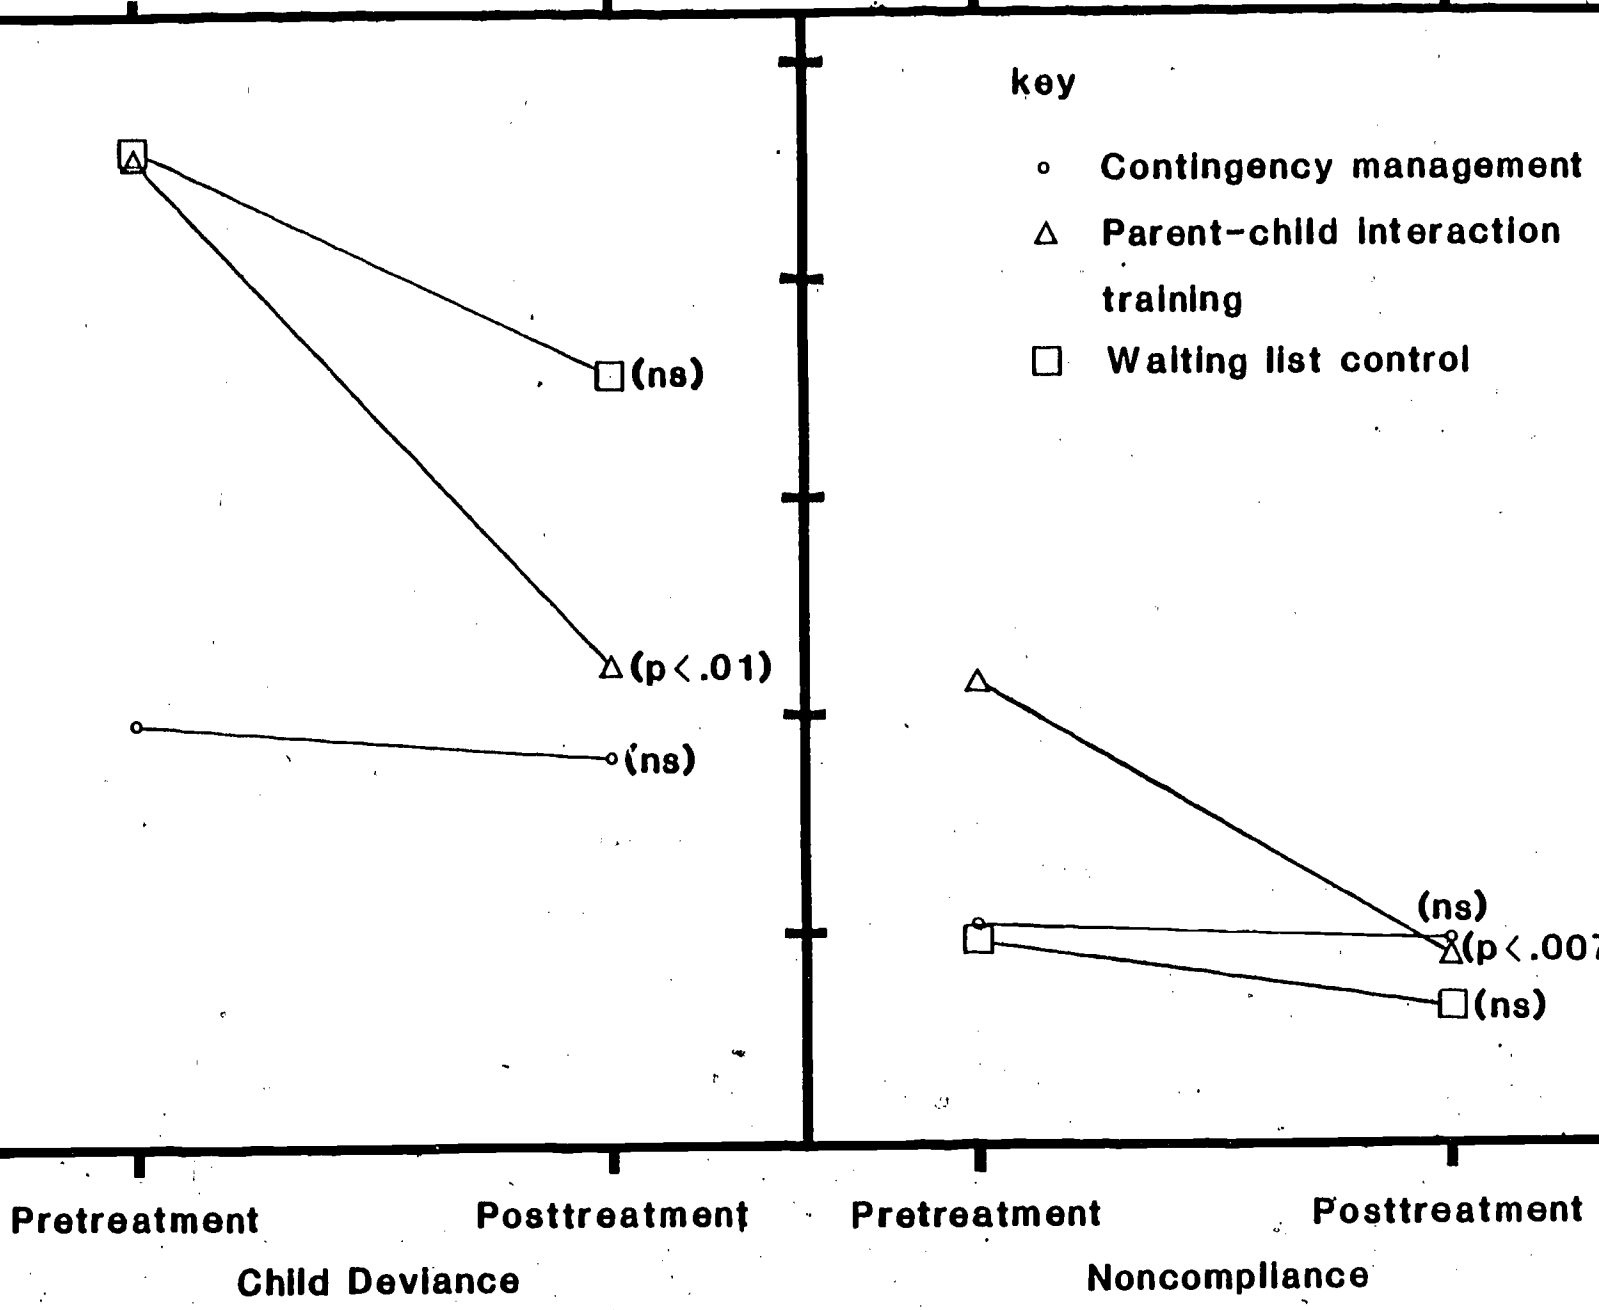 key
Contingency management
Parent-child interaction
training
Waiting list control
(ns)
(p<.01)
(ns)
(ns)
(p<.007
(ns)
Pretreatment Posttreatment Pretreatment Posttreatment
Child Deviance Noncompliance